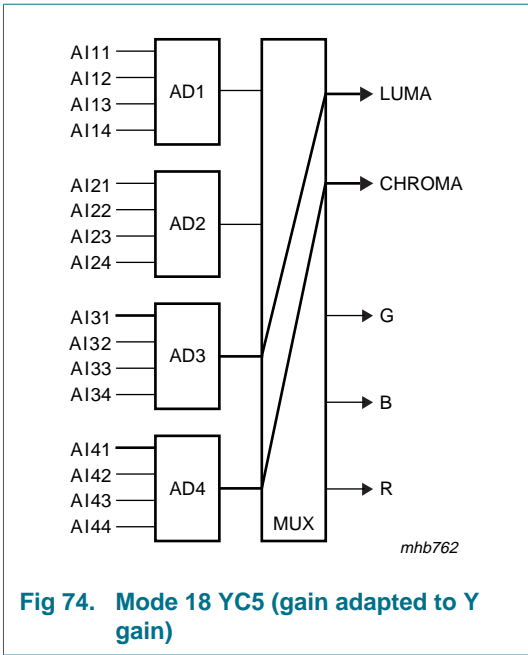 AI11
AI12
AI13
AI14
AD1
AI21
AI22
AI23
AI24
AD2
AI31
AI32
AI33
AI34
AD3
AI41
AI42
AI43
AI44
AD4
MUX
LUMA
CHROMA
G
B
R
mhb762
Fig 74. Mode 18 YC5 (gain adapted to Y
gain)